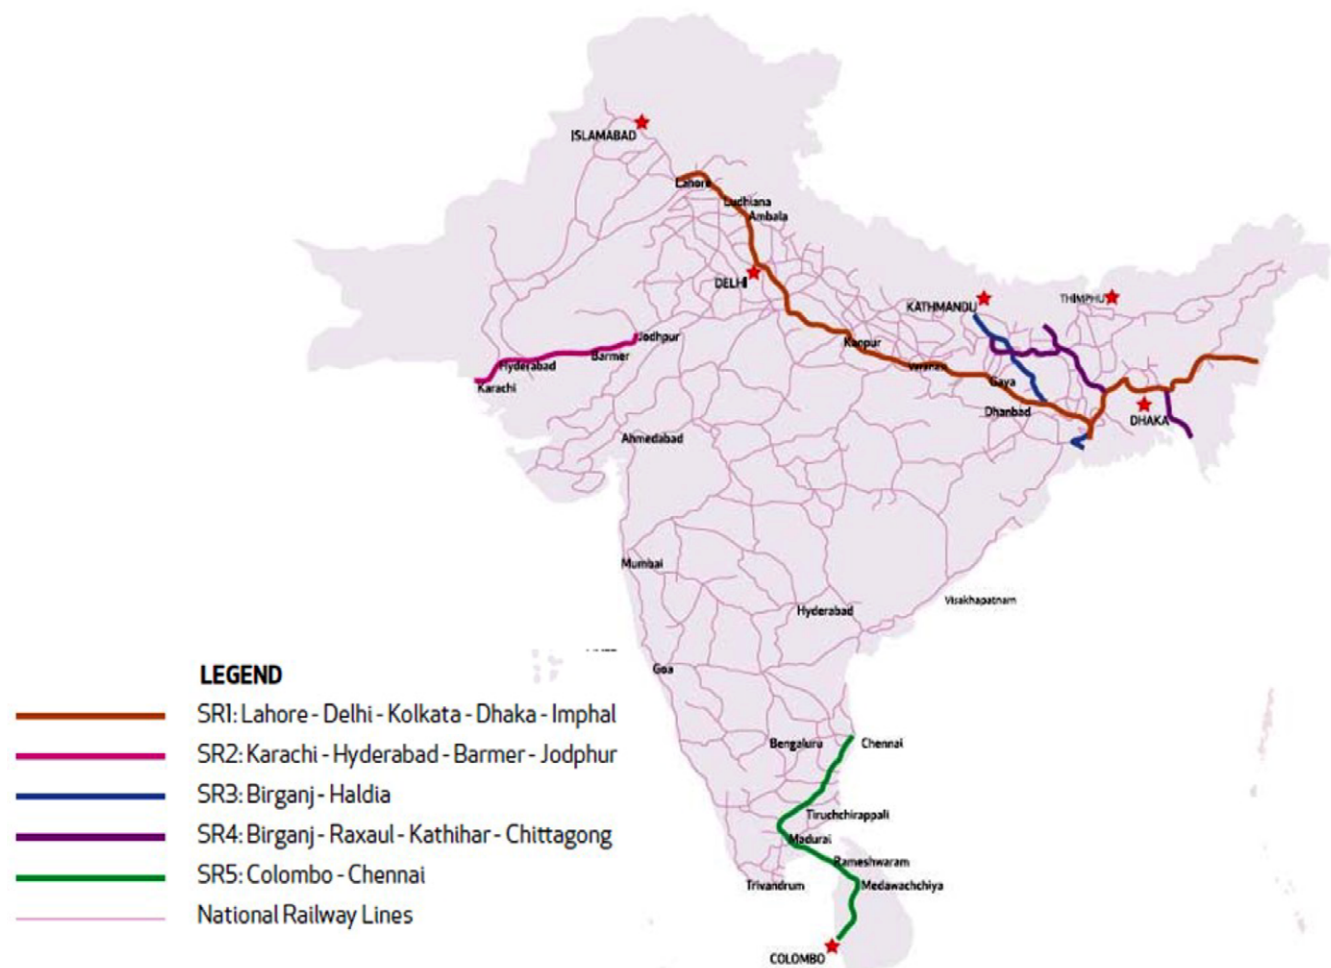 ISLAMABAD
Lahore
Ludhiana
Ambala
DELHI
KATHMANDU
THIMPHU
Jodhpur
Kanpur
Barmer
Hyderabad
Varanasi
Karachi
Gaya
Dhanbad
DHAKA
Ahmedabad
Mumbai
Visakhapatnam
Hyderabad
Goa
LEGEND
SR1: Lahore - Delhi - Kolkata - Dhaka - Imphal
SR2: Karachi - Hyderabad - Barmer - Jodphur
SR3: Birganj - Haldia
SR4: Birganj - Raxaul - Kathihar - Chittagong
SR5: Colombo - Chennai
National Railway Lines
Bengaluru
Chennai
Tiruchchirappali
Madurai
Rameshwaram
Trivandrum
Medawachchiya
COLOMBO